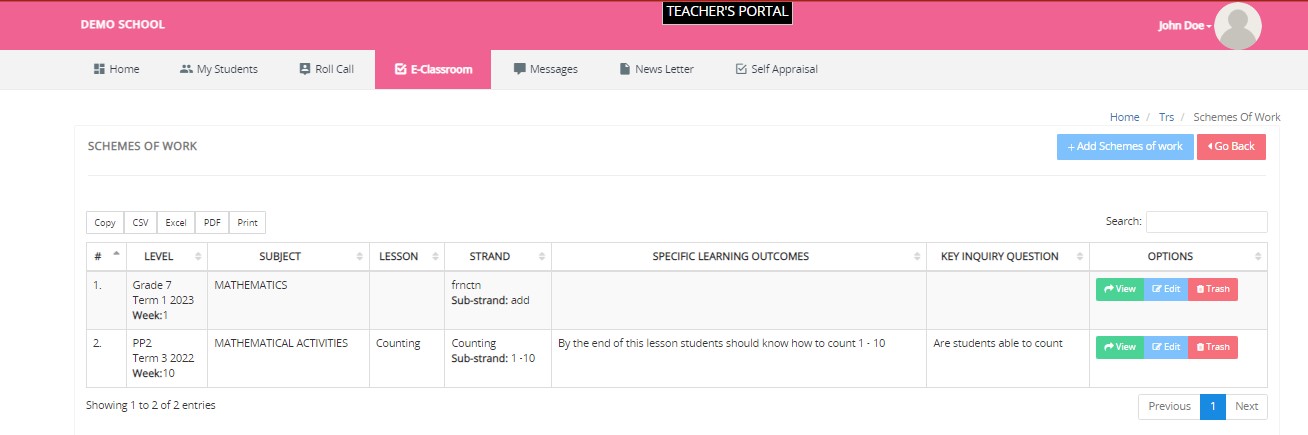 TEACHER'S PORTAL
DEMO SCHOOL
John Doe
Home My Students Roll Call E-Classroom Messages News Letter Self Appraisal
Home / Trs / Schemes Of Work
SCHEMES OF WORK
+ Add Schemes of work Go Back
Copy CSV Excel PDF Print
Search:
# LEVEL SUBJECT LESSON STRAND SPECIFIC LEARNING OUTCOMES KEY INQUIRY QUESTION OPTIONS
1. Grade 7 MATHEMATICS frnctn View Edit Trash
Term 1 2023 Sub-strand: add
Week:1
2. PP2 MATHEMATICAL ACTIVITIES Counting Counting By the end of this lesson students should know how to count 1 - 10 Are students able to count View Edit Trash
Term 3 2022 Sub-strand: 1 -10
Week:10
Showing 1 to 2 of 2 entries
Previous 1 Next